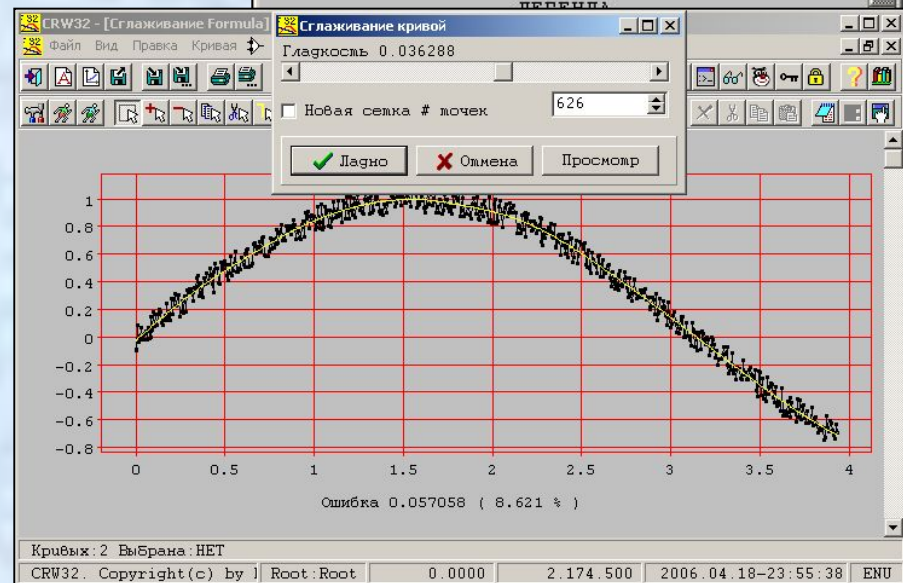 ЛЕГЕНДА
CRW32 - [Сглаживание Formula]
Сглаживание кривой
Файл Вид Правка Кривая
Гладкость 0.036288
Новая сетка # точек 626
Ладно Отмена Просмотр
1
0.8
0.6
0.4
0.2
0
-0.2
-0.4
-0.6
-0.8
0 0.5 1 1.5 2 2.5 3 3.5 4
Ошибка 0.057058 ( 8.621 % )
Кривых:2 Выбрана:НЕТ
CRW32. Copyright(c) by Root:Root 0.0000 2.174.500 2006.04.18-23:55:38 ENU